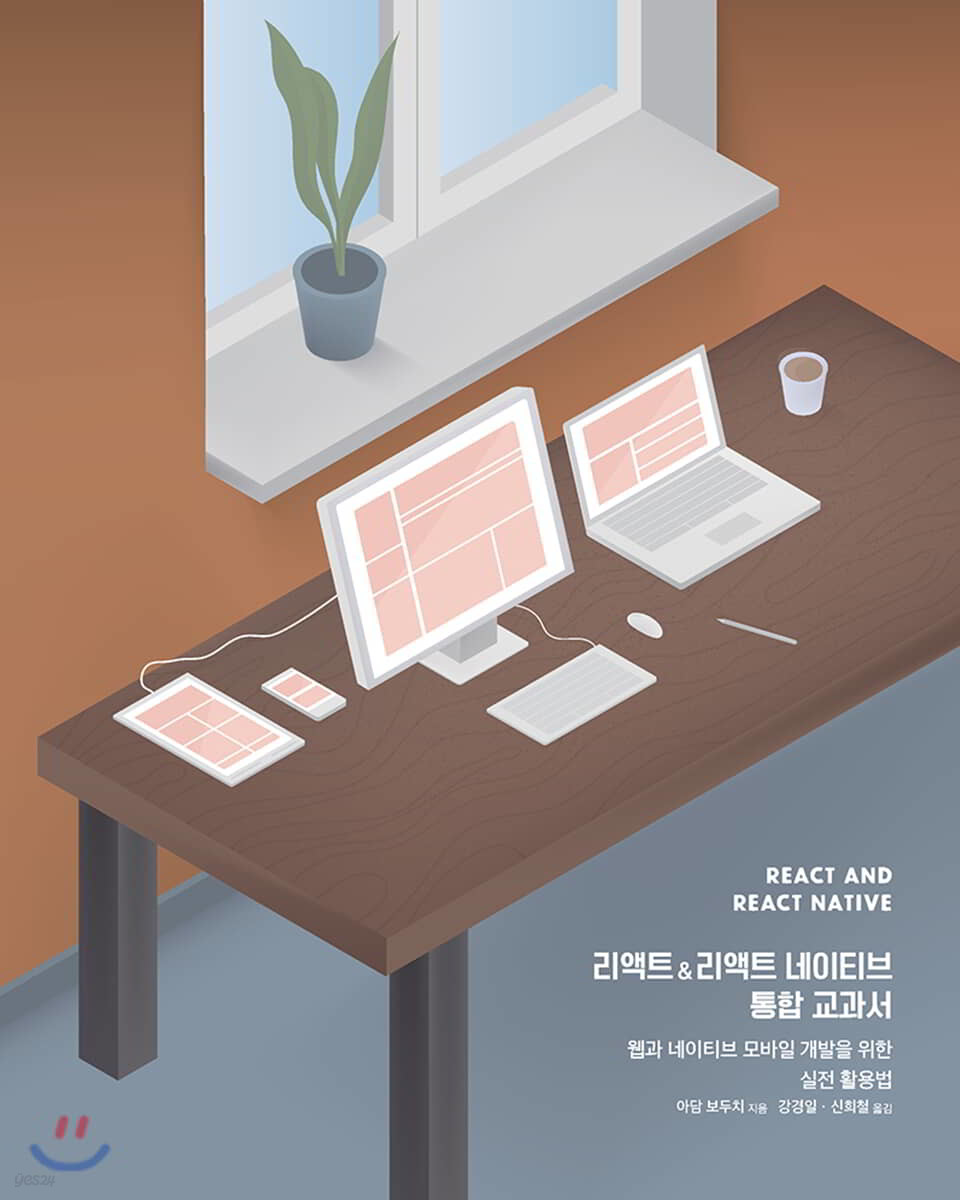 REACT AND
REACT NATIVE
리액트 & 리액트 네이티브
통합 교과서
웹과 네이티브 모바일 개발을 위한
실전 활용법
아담 보두치 지음 강경일 · 신희철 옮김
yes24